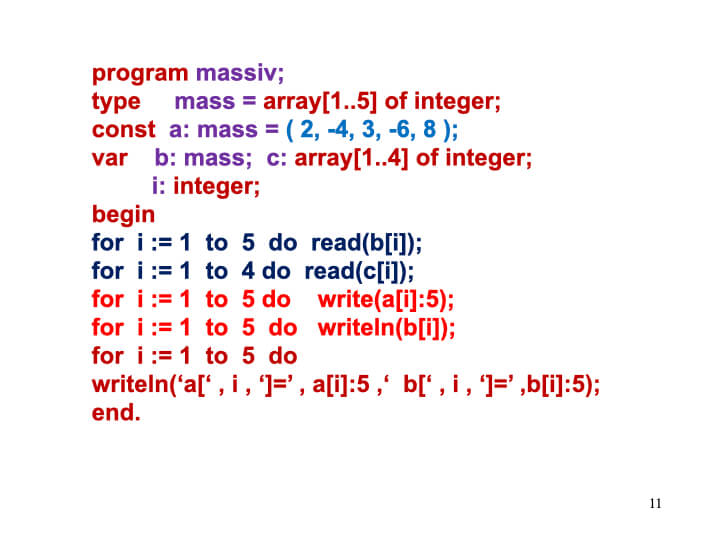 program massiv;
type mass = array[1..5] of integer;
const a: mass = ( 2, -4, 3, -6, 8 );
var b: mass; c: array[1..4] of integer;
i: integer;
begin
for i := 1 to 5 do read(b[i]);
for i := 1 to 4 do read(c[i]);
for i := 1 to 5 do write(a[i]:5);
for i := 1 to 5 do writeln(b[i]);
for i := 1 to 5 do
writeln(‘a[‘ , i , ‘]=’ , a[i]:5 ,‘ b[‘ , i , ‘]=’ ,b[i]:5);
end.
11